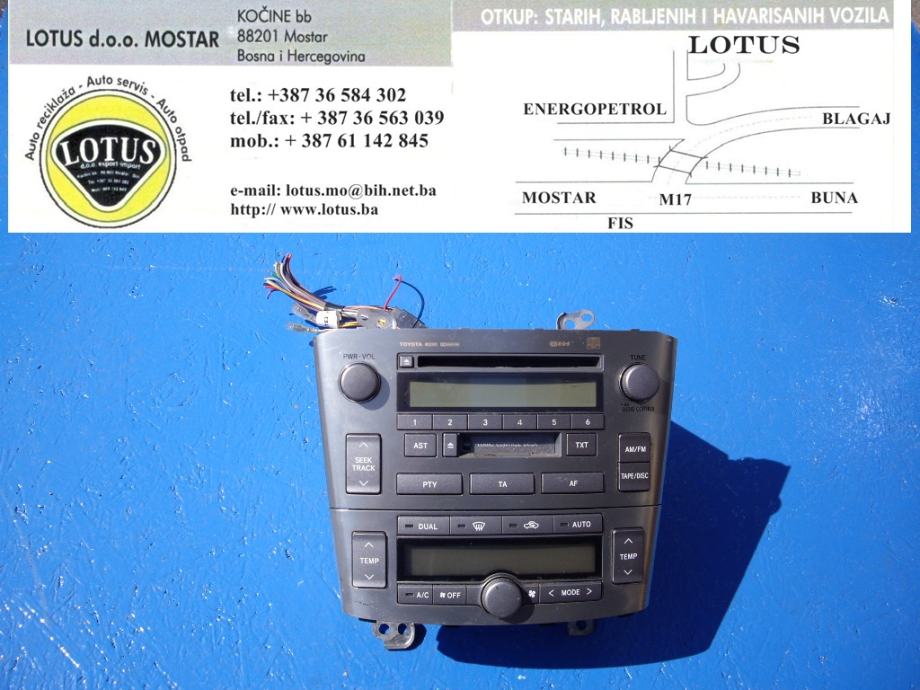 LOTUS d.o.o. MOSTAR
KOČINE bb
88201 Mostar
Bosna i Hercegovina
OTKUP: STARIH, RABLJENIH I HAVARISANIH VOZILA
LOTUS
Auto reciklaža - Auto servis - Auto otpad
LOTUS
d.o.o. export-import
tel.: +387 36 584 302
tel./fax: + 387 36 563 039
mob.: + 387 61 142 845
e-mail: lotus.mo@bih.net.ba
http:// www.lotus.ba
ENERGOPETROL
BLAGAJ
MOSTAR
M17
BUNA
FIS
TOYOTA
PWR·VOL
TUNE
1 2 3 4 5 6
AST
TXT
SEEK
TRACK
AM/FM
TAPE/DISC
PTY
TA
AF
DUAL
AUTO
TEMP
TEMP
A/C
OFF
< MODE >